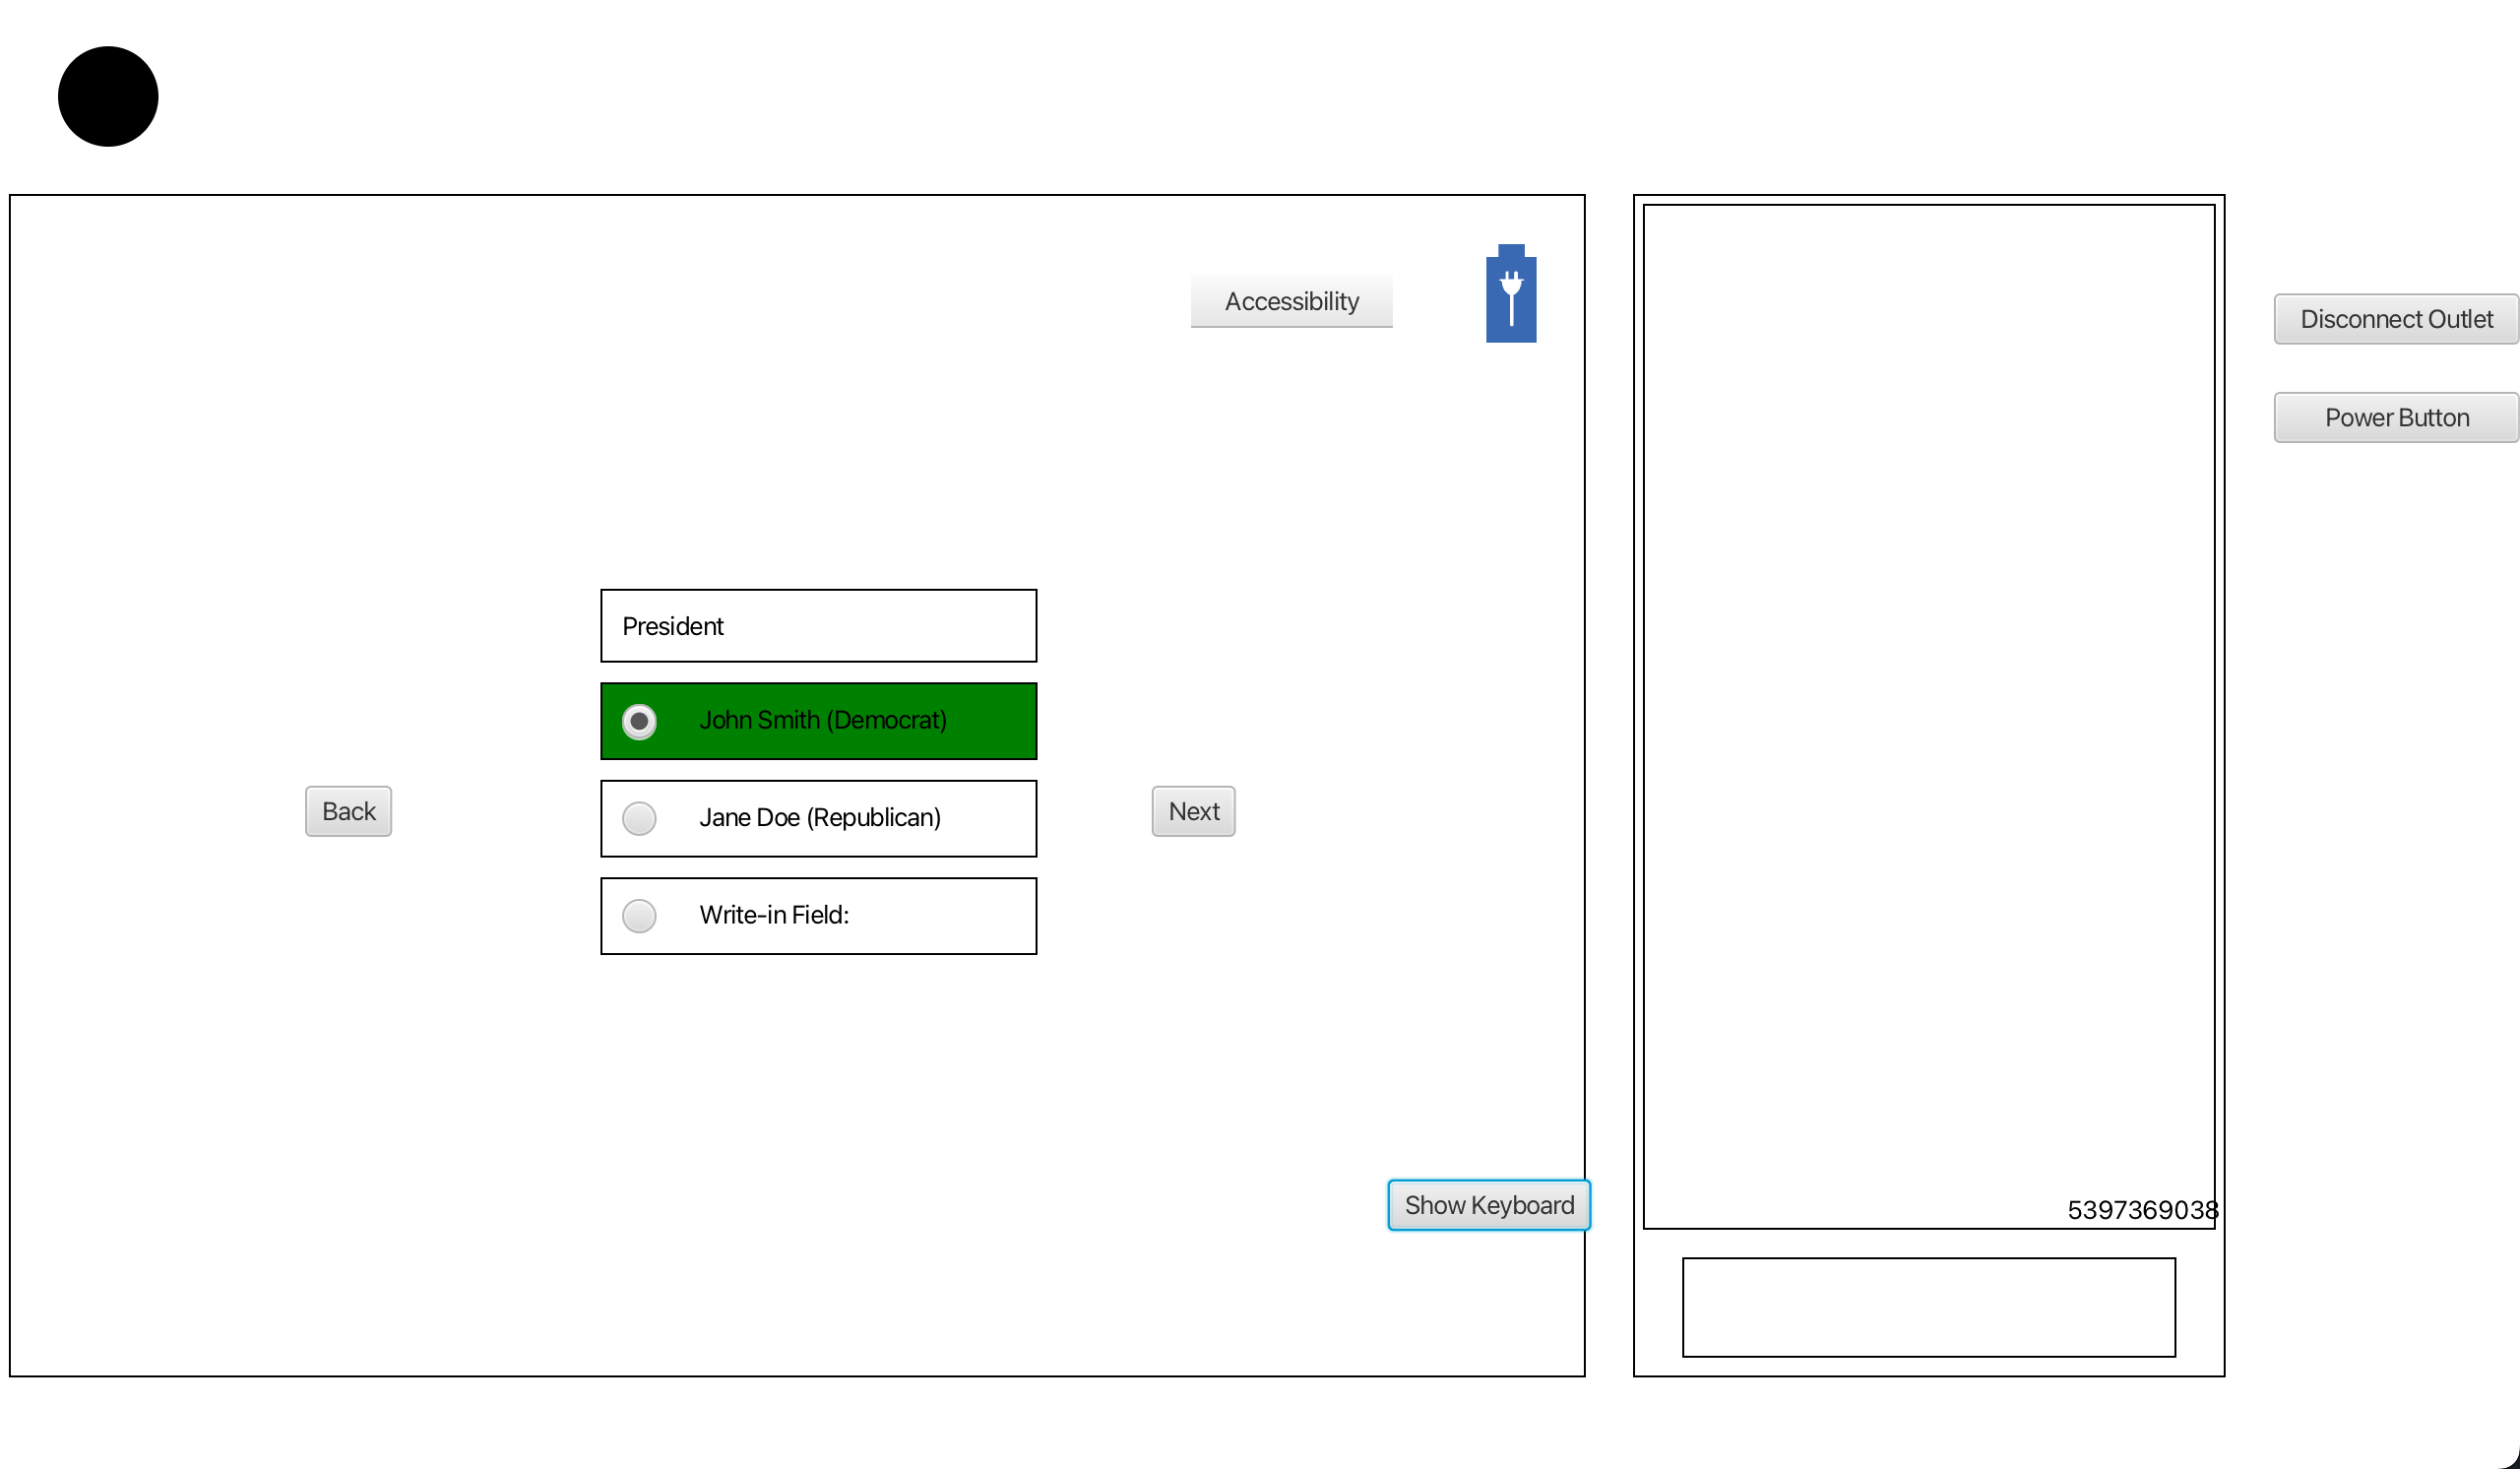 Accessibility
Disconnect Outlet
Power Button
President
John Smith (Democrat)
Back
Jane Doe (Republican)
Next
Write-in Field:
Show Keyboard
5397369038